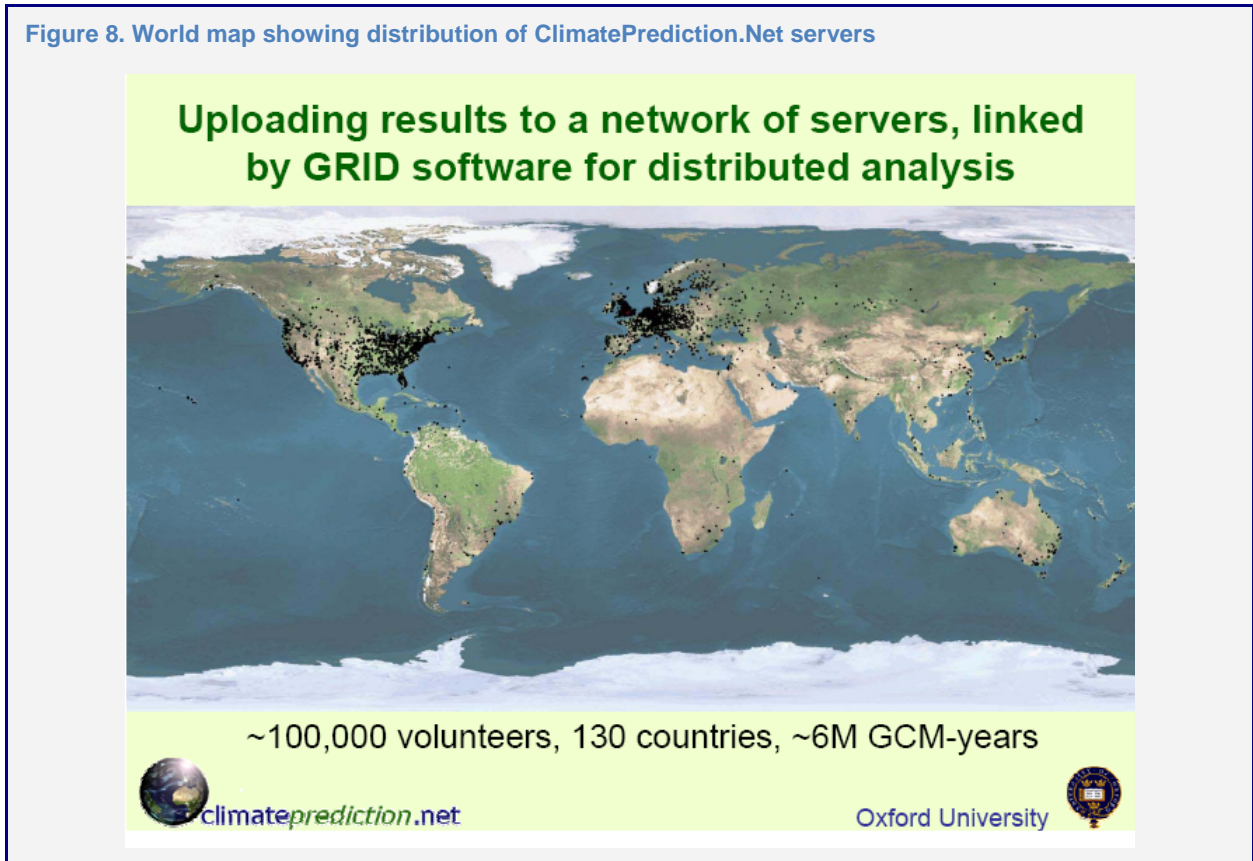 Figure 8. World map showing distribution of ClimatePrediction.Net servers
Uploading results to a network of servers, linked
by GRID software for distributed analysis
~100,000 volunteers, 130 countries, ~6M GCM-years
climateprediction.net
Oxford University